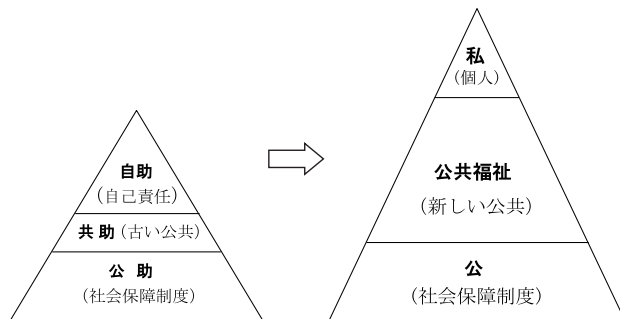 自助
（自己責任）
共 助（古い公共）
公 助
（社会保障制度）
私
（個人）
公共福祉
（新しい公共）
公
（社会保障制度）